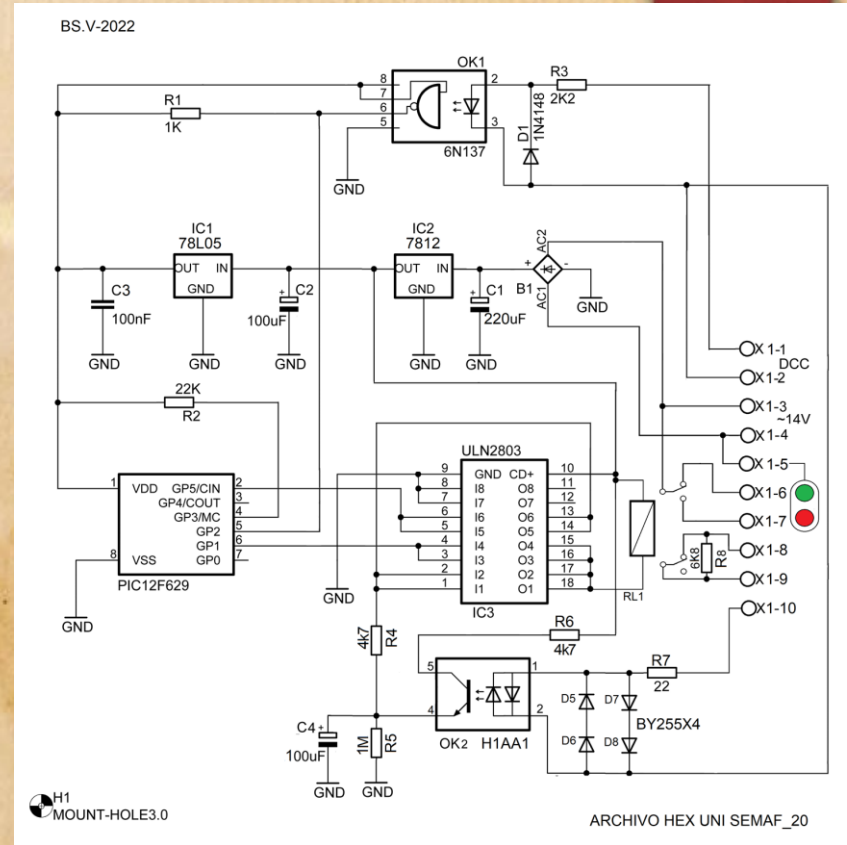 BS.V-2022
OK1
8
7
6
5
2
3
6N137
R1
1K
R3
2K2
D1
1N4148
GND
IC1
78L05
OUT IN
GND
IC2
7812
OUT IN
GND
AC2
+ -
B1
AC1
C3
100nF
+
C2
100uF
+
C1
220uF
GND
GND
GND
GND
GND
GND
X1-1
DCC
X1-2
X1-3
~14V
X1-4
X1-5
X1-6
X1-7
X1-8
X1-9
X1-10
22K
R2
ULN2803
9 GND CD+ 10
8 I8 O8 11
7 I7 O7 12
6 I6 O6 13
5 I5 O5 14
4 I4 O4 15
3 I3 O3 16
2 I2 O2 17
1 I1 O1 18
IC3
1 VDD GP5/CIN 2
GP4/COUT 3
GP3/MC 4
GP2 5
GP1 6
8 VSS GP0 7
PIC12F629
GND
GND
RL1
6K8
R8
4k7
R4
R6
4k7
5
4
1
2
OK2 H1AA1
R7
22
D5
D7
BY255X4
D6
D8
C4
+
100uF
1M
R5
GND
GND
H1
MOUNT-HOLE3.0
ARCHIVO HEX UNI SEMAF_20